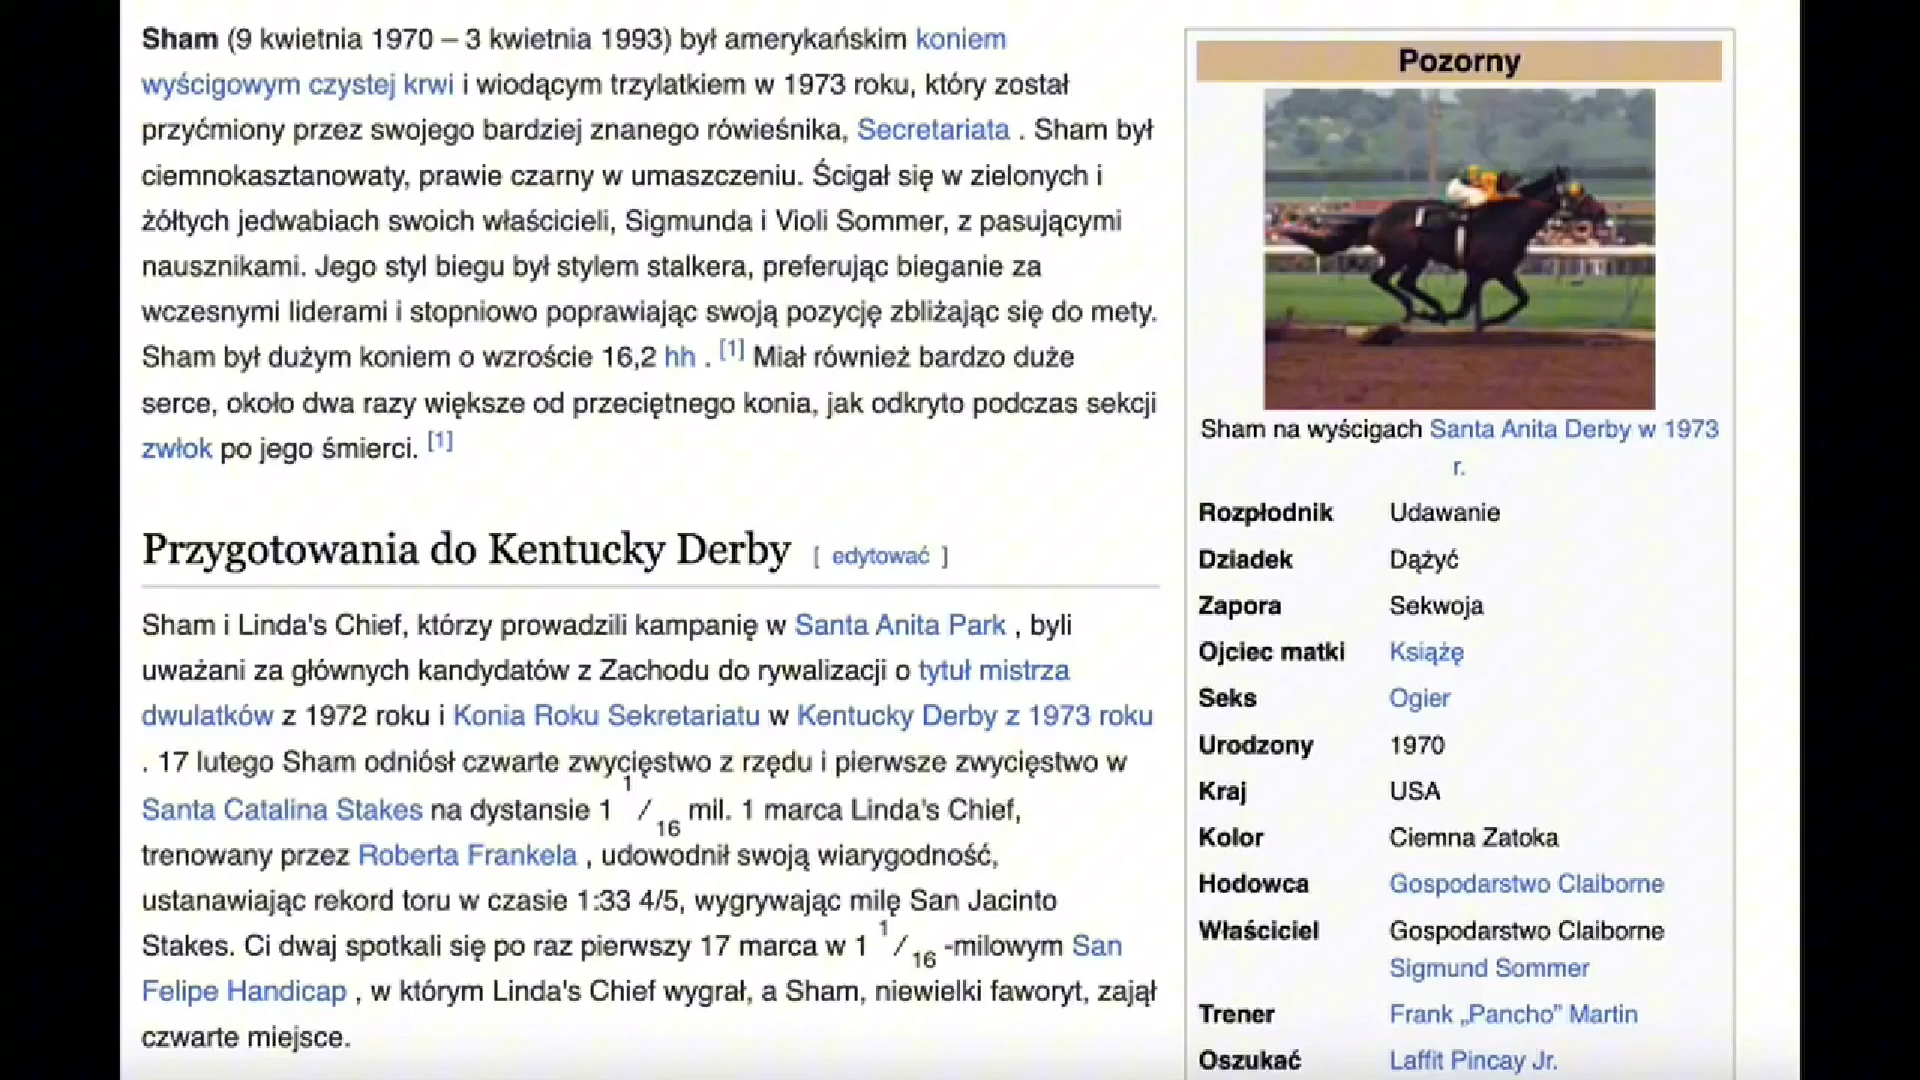 Sham (9 kwietnia 1970 – 3 kwietnia 1993) był amerykańskim koniem
wyścigowym czystej krwi i wiodącym trzylatkiem w 1973 roku, który został
przyćmiony przez swojego bardziej znanego rówieśnika, Secretariata . Sham był
ciemnokasztanowaty, prawie czarny w umaszczeniu. Ścigał się w zielonych i
żółtych jedwabiach swoich właścicieli, Sigmunda i Violi Sommer, z pasującymi
nausznikami. Jego styl biegu był stylem stalkera, preferując bieganie za
wczesnymi liderami i stopniowo poprawiając swoją pozycję zbliżając się do mety.
Sham był dużym koniem o wzroście 16,2 hh . [1] Miał również bardzo duże
serce, około dwa razy większe od przeciętnego konia, jak odkryto podczas sekcji
zwłok po jego śmierci. [1]
Przygotowania do Kentucky Derby [ edytować ]
Sham i Linda's Chief, którzy prowadzili kampanię w Santa Anita Park , byli
uważani za głównych kandydatów z Zachodu do rywalizacji o tytuł mistrza
dwulatków z 1972 roku i Konia Roku Sekretariatu w Kentucky Derby z 1973 roku
. 17 lutego Sham odniósł czwarte zwycięstwo z rzędu i pierwsze zwycięstwo w
Santa Catalina Stakes na dystansie 1 1/16 mil. 1 marca Linda's Chief,
trenowany przez Roberta Frankela , udowodnił swoją wiarygodność,
ustanawiając rekord toru w czasie 1:33 4/5, wygrywając milę San Jacinto
Stakes. Ci dwaj spotkali się po raz pierwszy 17 marca w 1 1/16 -milowym San
Felipe Handicap , w którym Linda's Chief wygrał, a Sham, niewielki faworyt, zajął
czwarte miejsce.
Pozorny
Sham na wyścigach Santa Anita Derby w 1973
r.
Rozpłodnik Udawanie
Dziadek Dążyć
Zapora Sekwoja
Ojciec matki Książę
Seks Ogier
Urodzony 1970
Kraj USA
Kolor Ciemna Zatoka
Hodowca Gospodarstwo Claiborne
Właściciel Gospodarstwo Claiborne
Sigmund Sommer
Trener Frank „Pancho” Martin
Oszukać Laffit Pincay Jr.